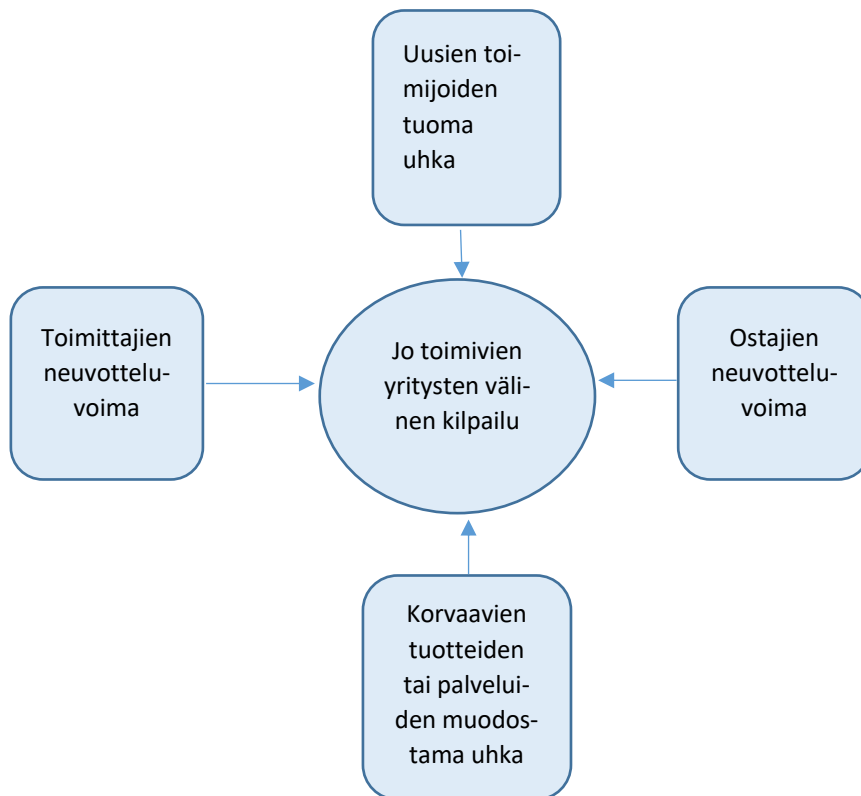 Uusien toi-
mijoiden
tuoma
uhka
Toimittajien
neuvottelu-
voima
Jo toimivien
yritysten väli-
nen kilpailu
Ostajien
neuvottelu-
voima
Korvaavien
tuotteiden
tai palvelui-
den muodos-
tama uhka